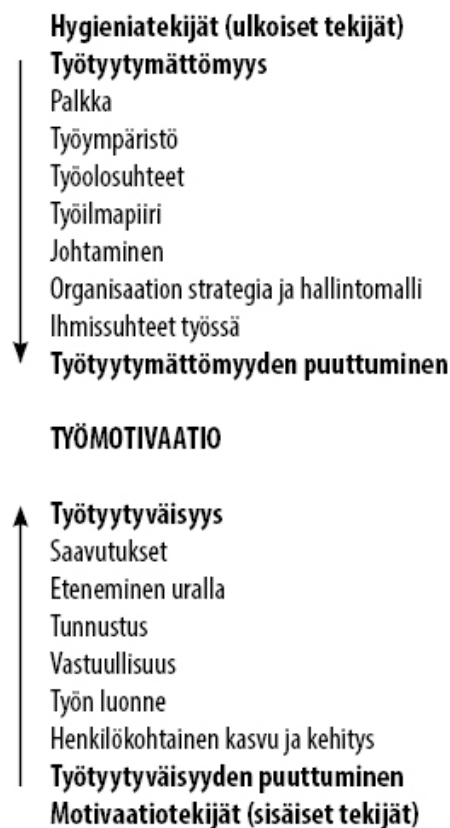 Hygieniatekijät (ulkoiset tekijät)
Työtyytymättömyys
Palkka
Työympäristö
Työolosuhteet
Työilmapiiri
Johtaminen
Organisaation strategia ja hallintomalli
Ihmissuhteet työssä
Työtyytymättömyyden puuttuminen
TYÖMOTIVAATIO
Työtyytyväisyys
Saavutukset
Eteneminen uralla
Tunnustus
Vastuullisuus
Työn luonne
Henkilökohtainen kasvu ja kehitys
Työtyytyväisyyden puuttuminen
Motivaatiotekijät (sisäiset tekijät)